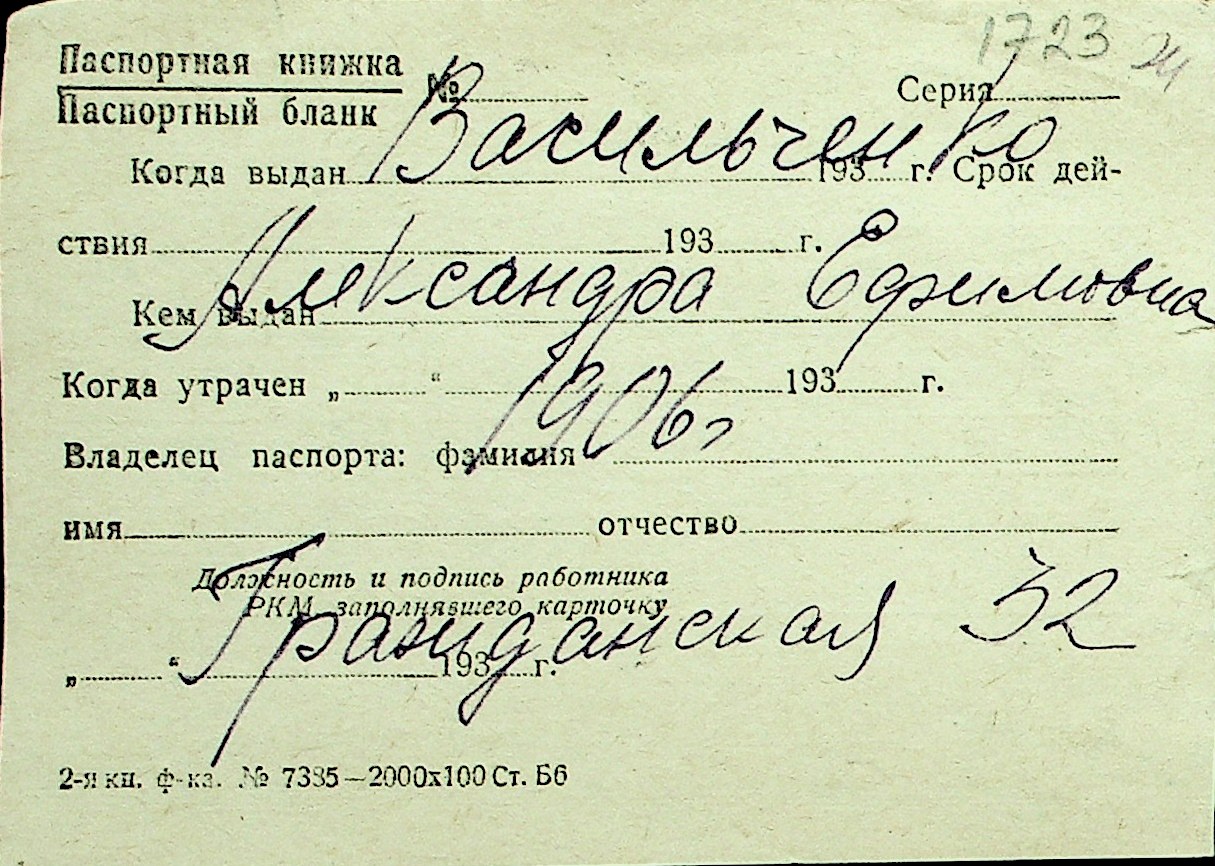 1723 24
Паспортная книжка
Паспортный бланк № Серия
Васильченко
Когда выдан 193 г. Срок дей-
ствия 193 г.
Александра Ефимовна
Кем выдан
Когда утрачен „ “ 193 г.
1906 г
Владелец паспорта: фамилия
имя отчество
Должность и подпись работника
РКМ, заполнявшего карточку
Гражданская 32
„ “ 193 г.
2-я кн. ф-ка. № 7385—2000х100 Ст. Б6